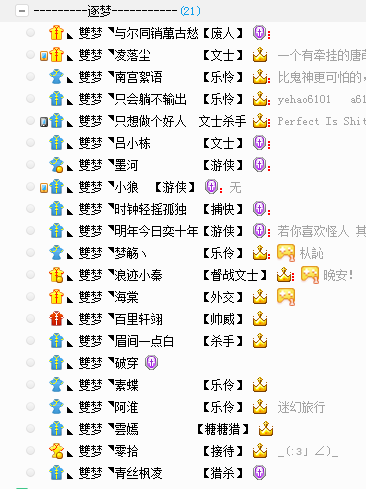 ----------逐梦------------(21)
雙梦 与尔同销萬古愁【废人】 :
雙梦 凌落尘 【文士】 : 一个有牵挂的唐萌
雙梦 南宫絮语 【乐伶】 : 比鬼神更可怕的,
雙梦 只会躺不输出 【乐伶】 : yehao6101 a61
雙梦 只想做个好人 文士杀手 : Perfect Is Shit
雙梦 吕小栋 【文士】 :
雙梦 墨河 【游侠】 :
雙梦 小狼 【游侠】 : 无
雙梦 时钟轻摇孤独 【捕快】 :
雙梦 明年今日奕十年【游侠】 : 若你喜欢怪人 其
雙梦 梦觞丶 【乐伶】 : 杕訫
雙梦 浪迹小秦 【督战文士】 : 晚安!
雙梦 海棠 【外交】
雙梦 百里轩翊 【帅威】
雙梦 眉间一点白 【杀手】
雙梦 破穿
雙梦 素蝶 【乐伶】
雙梦 阿淮 【乐伶】 迷幻旅行
雙梦 雲嫣 【糖糖猎】
雙梦 零拾 【接待】 _(:3」∠)_
雙梦 青丝枫凌 【猎杀】